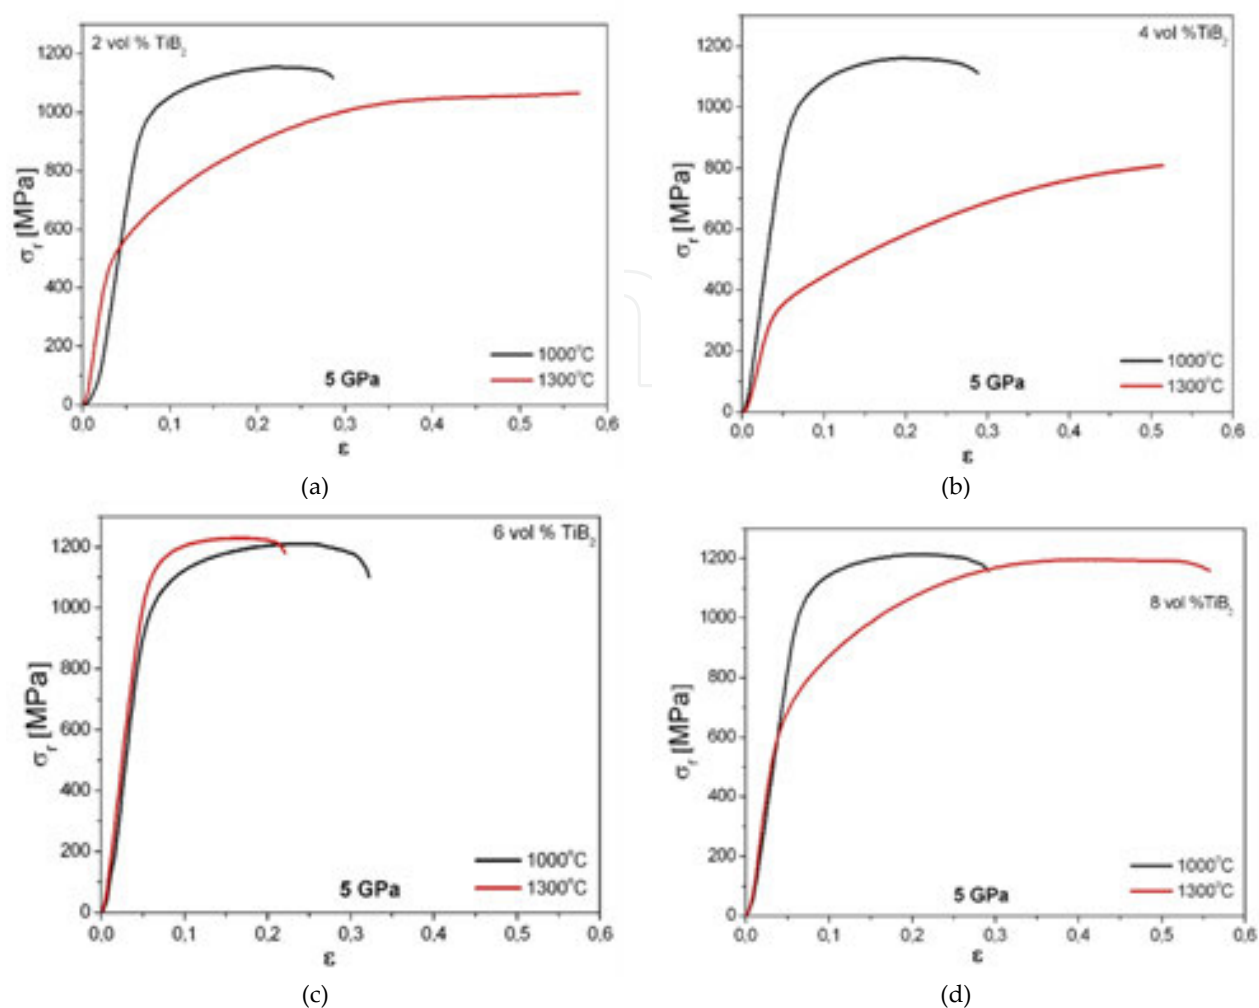 2 vol % TiB₂
σᵣ [MPa]
1200
1000
800
600
400
200
0
0,0 0,1 0,2 0,3 0,4 0,5 0,6
ε
1000°C
1300°C
5 GPa
(a)
4 vol %TiB₂
σᵣ [MPa]
1200
1000
800
600
400
200
0
0,0 0,1 0,2 0,3 0,4 0,5 0,6
ε
1000°C
1300°C
5 GPa
(b)
6 vol % TiB₂
σᵣ [MPa]
1200
1000
800
600
400
200
0
0,0 0,1 0,2 0,3 0,4 0,5 0,6
ε
1000°C
1300°C
5 GPa
(c)
8 vol %TiB₂
σᵣ [MPa]
1200
1000
800
600
400
200
0
0,0 0,1 0,2 0,3 0,4 0,5 0,6
ε
1000°C
1300°C
5 GPa
(d)